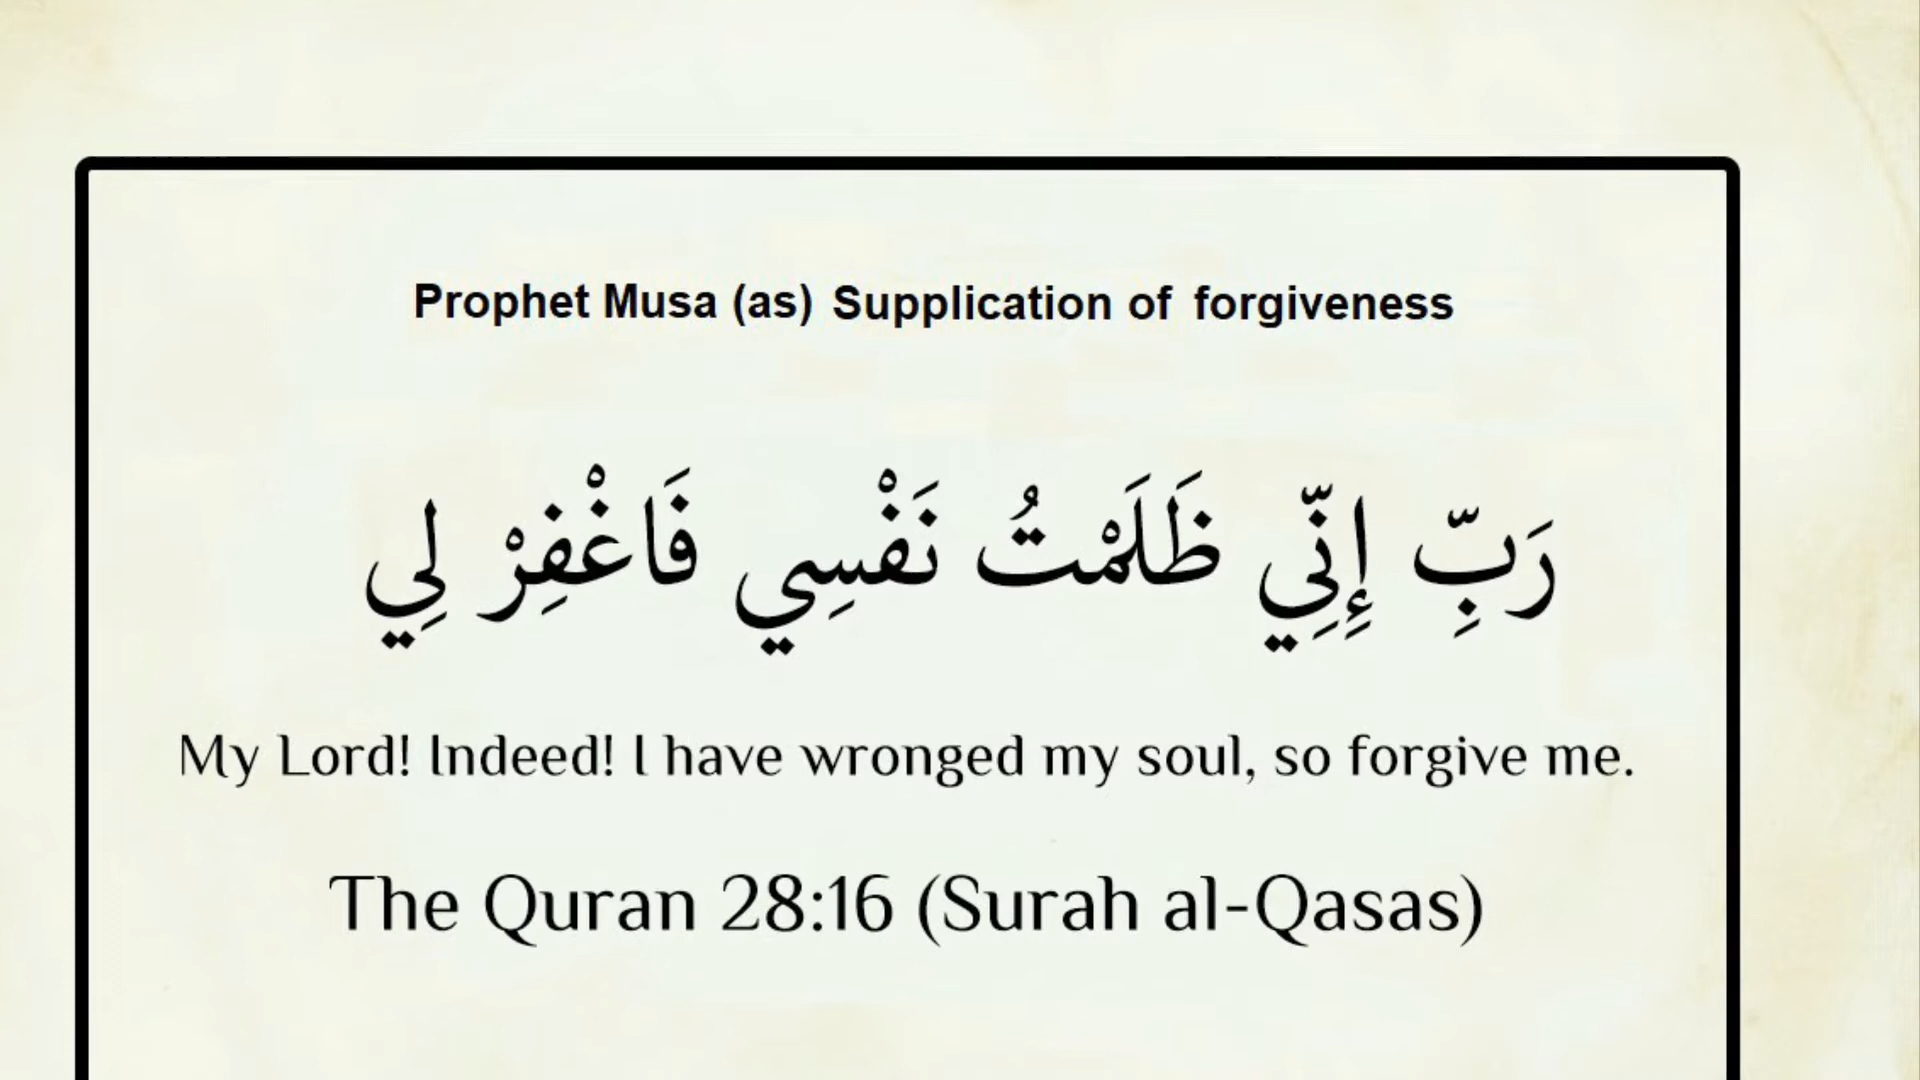 Prophet Musa (as) Supplication of forgiveness
رَبِّ إِنِّي ظَلَمْتُ نَفْسِي فَاغْفِرْ لِي
My Lord! Indeed! I have wronged my soul, so forgive me.
The Quran 28:16 (Surah al-Qasas)